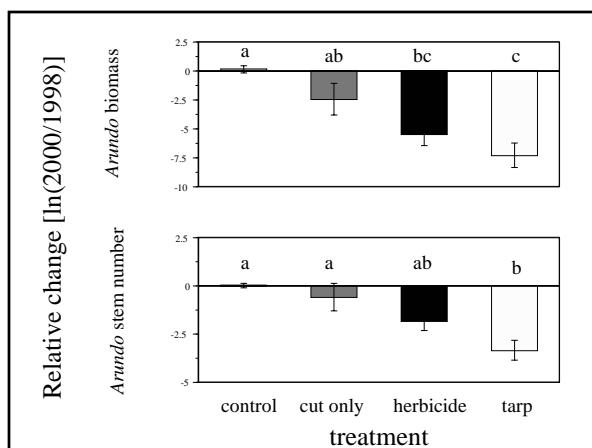 Relative change [ln(2000/1998)]
Arundo biomass
2.5
0
-2.5
-5
-7.5
-10
a ab bc c
Arundo stem number
2.5
0
-2.5
-5
a a ab b
control cut only herbicide tarp
treatment